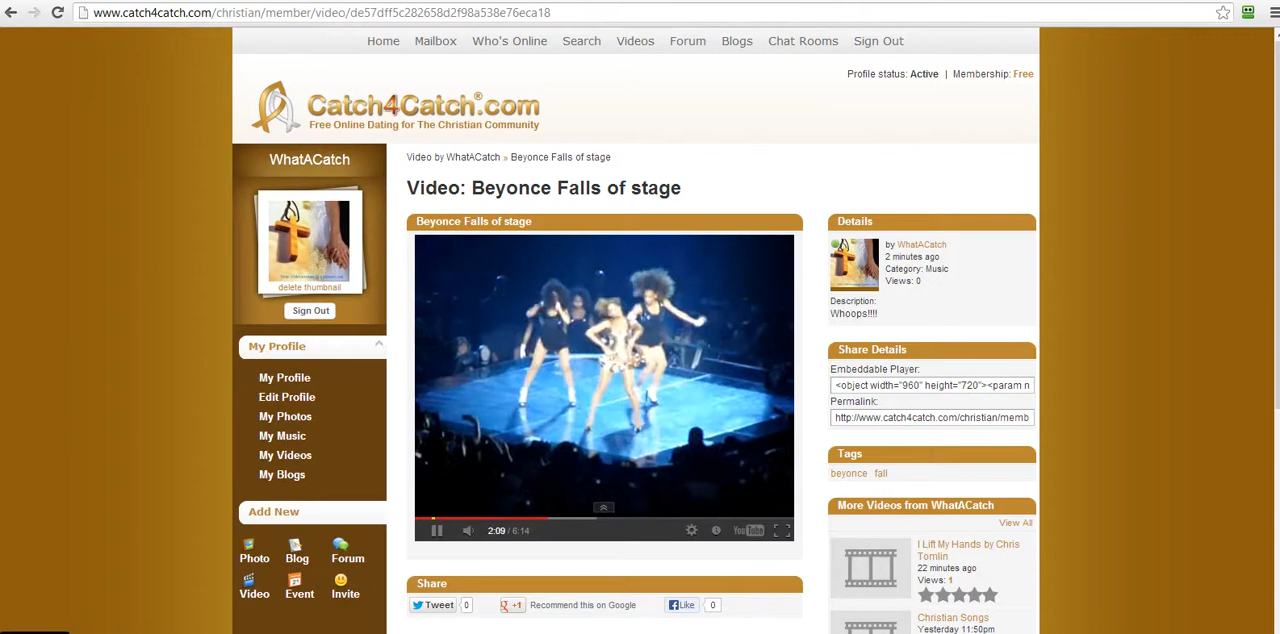 www.catch4catch.com/christian/member/video/de57dff5c282658d2f98a538e76eca18
Home Mailbox Who's Online Search Videos Forum Blogs Chat Rooms Sign Out
Profile status: Active | Membership: Free
Catch4Catch.com®
Free Online Dating for The Christian Community
WhatACatch
delete thumbnail
Sign Out
My Profile
My Profile
Edit Profile
My Photos
My Music
My Videos
My Blogs
Add New
Photo Blog Forum
Video Event Invite
Video by WhatACatch » Beyonce Falls of stage
Video: Beyonce Falls of stage
Beyonce Falls of stage
2:09 / 6:14 YouTube
Share
Tweet 0 g +1 Recommend this on Google Like 0
Details
by WhatACatch
2 minutes ago
Category: Music
Views: 0
Description:
Whoops!!!!
Share Details
Embeddable Player:
<object width="960" height="720"><param n
Permalink:
http://www.catch4catch.com/christian/memb
Tags
beyonce fall
More Videos from WhatACatch
View All
I Lift My Hands by Chris
Tomlin
22 minutes ago
Views: 1
Christian Songs
Yesterday 11:50pm